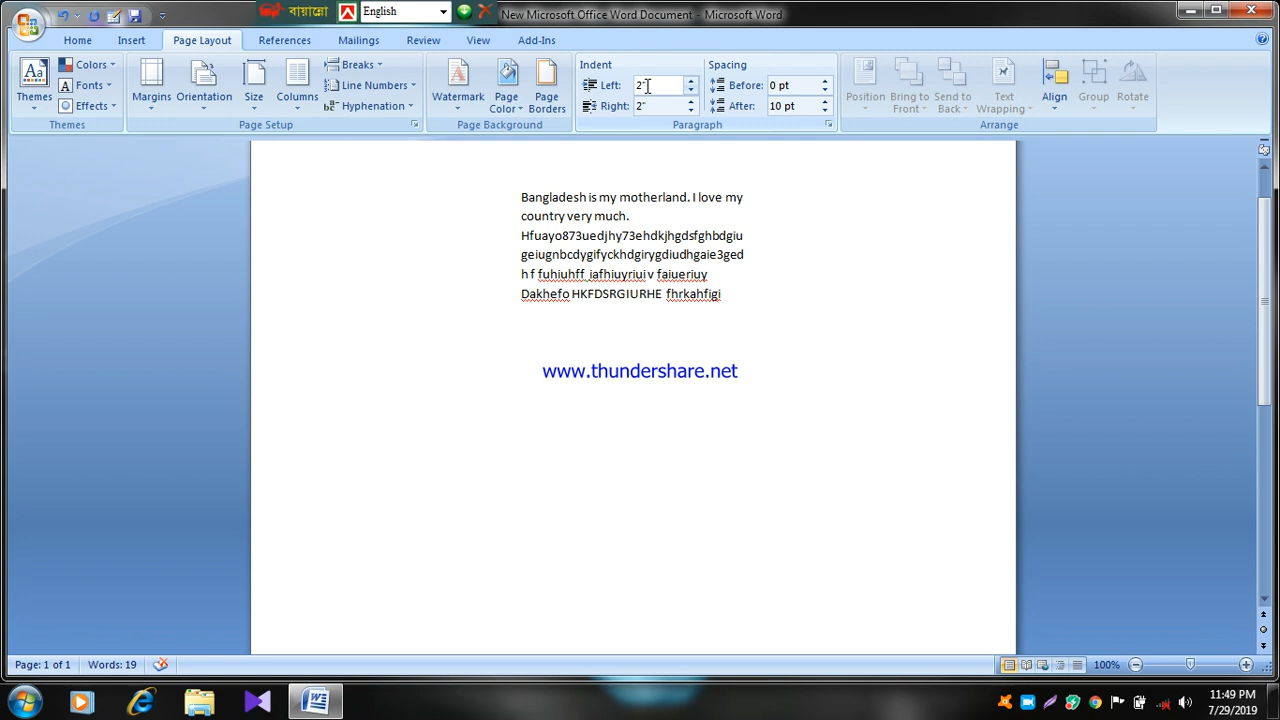 বায়ান্নো
English
New Microsoft Office Word Document - Microsoft Word
Home Insert Page Layout References Mailings Review View Add-Ins
Themes
Colors
Fonts
Effects
Themes
Margins
Orientation
Size
Columns
Breaks
Line Numbers
Hyphenation
Page Setup
Watermark
Page Color
Page Borders
Page Background
Indent
Left: 2"
Right: 2"
Spacing
Before: 0 pt
After: 10 pt
Paragraph
Position
Bring to Front
Send to Back
Text Wrapping
Align
Group
Rotate
Arrange
Bangladesh is my motherland. I love my
country very much.
Hfuayo873uedjhy73ehdkjhgdsfghbdgiu
geiugnbcdygifyckhdgirygdiudhgaie3ged
h f fuhiuhff iafhiuyriui v faiueriuy
Dakhefo HKFDSRGIURHE fhrkahfigi
www.thundershare.net
Page: 1 of 1 Words: 19
100%
11:49 PM
7/29/2019